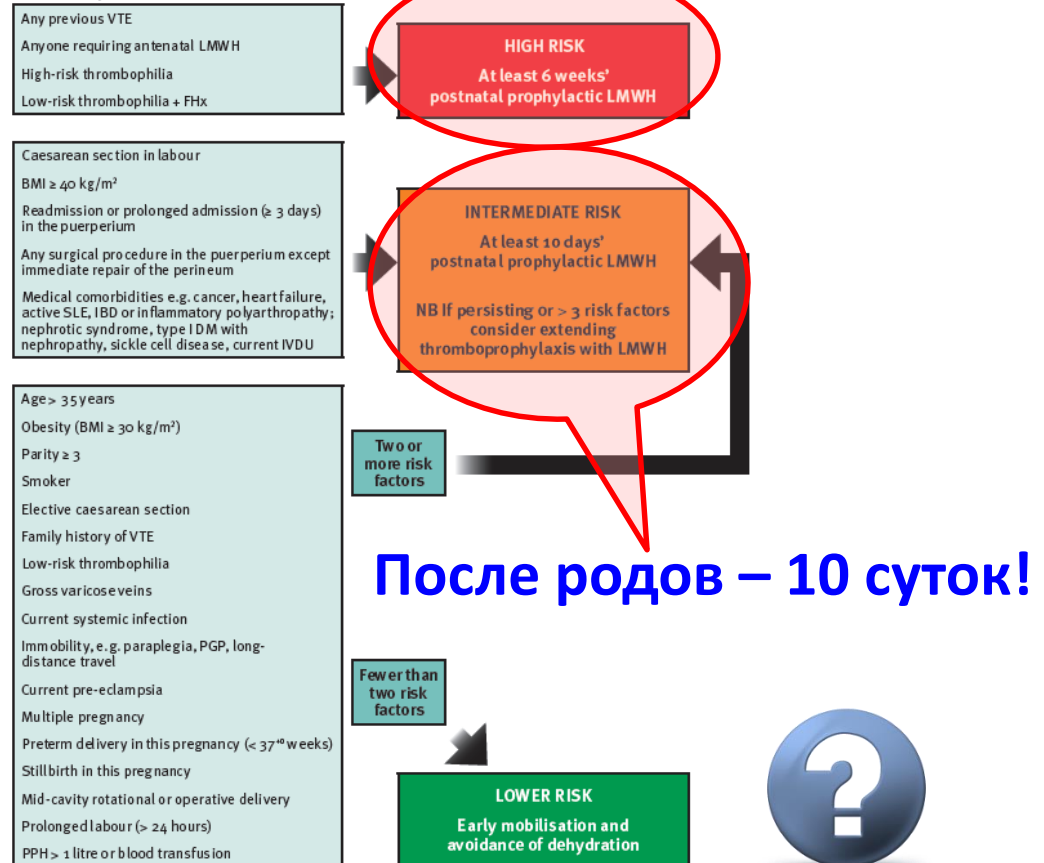 Any previous VTE
Anyone requiring antenatal LMWH
High-risk thrombophilia
Low-risk thrombophilia + FHx
HIGH RISK
At least 6 weeks’
postnatal prophylactic LMWH
Caesarean section in labour
BMI ≥ 40 kg/m²
Readmission or prolonged admission (≥ 3 days)
in the puerperium
Any surgical procedure in the puerperium except
immediate repair of the perineum
Medical comorbidities e.g. cancer, heart failure,
active SLE, IBD or inflammatory polyarthropathy;
nephrotic syndrome, type I DM with
nephropathy, sickle cell disease, current IVDU
INTERMEDIATE RISK
At least 10 days’
postnatal prophylactic LMWH
NB If persisting or > 3 risk factors
consider extending
thromboprophylaxis with LMWH
Age > 35 years
Obesity (BMI ≥ 30 kg/m²)
Parity ≥ 3
Smoker
Elective caesarean section
Family history of VTE
Low-risk thrombophilia
Gross varicose veins
Current systemic infection
Immobility, e.g. paraplegia, PGP, long-
distance travel
Current pre-eclampsia
Multiple pregnancy
Preterm delivery in this pregnancy (< 37⁺⁰ weeks)
Stillbirth in this pregnancy
Mid-cavity rotational or operative delivery
Prolonged labour (> 24 hours)
PPH > 1 litre or blood transfusion
Two or
more risk
factors
После родов – 10 суток!
Fewer than
two risk
factors
LOWER RISK
Early mobilisation and
avoidance of dehydration
?